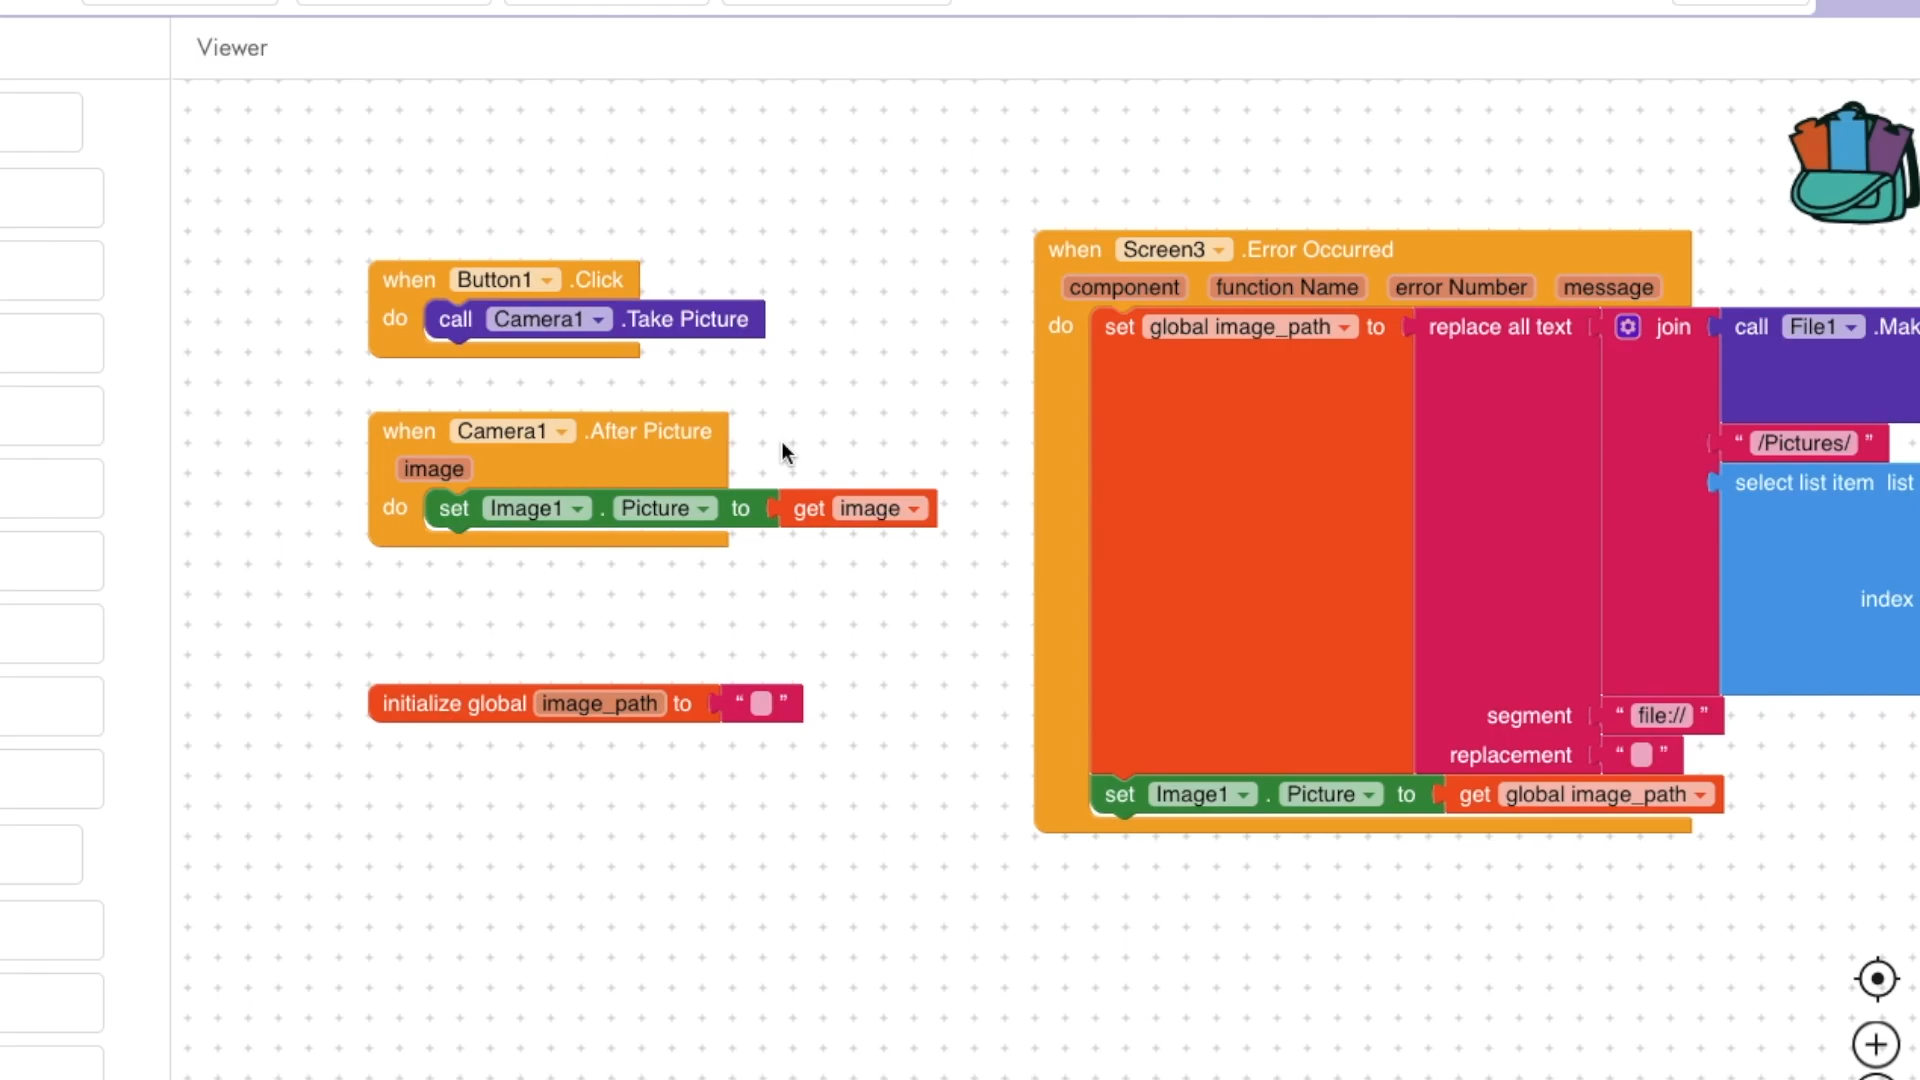 Viewer
when Button1 .Click
do call Camera1 .Take Picture
when Camera1 .After Picture
image
do set Image1 . Picture to get image
initialize global image_path to “ ”
when Screen3 .Error Occurred
component function Name error Number message
do set global image_path to replace all text join call File1 .Mak
“ /Pictures/ ”
select list item list
index
segment “ file:// ”
replacement “ ”
set Image1 . Picture to get global image_path